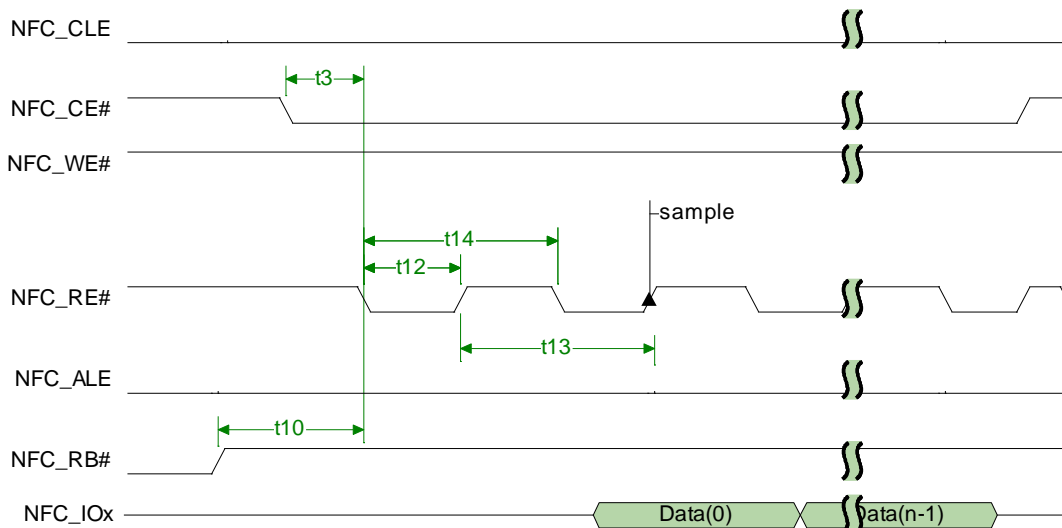 NFC_CLE
t3
NFC_CE#
NFC_WE#
sample
t14
t12
NFC_RE#
t13
NFC_ALE
t10
NFC_RB#
NFC_IOx
Data(0)
Data(n-1)